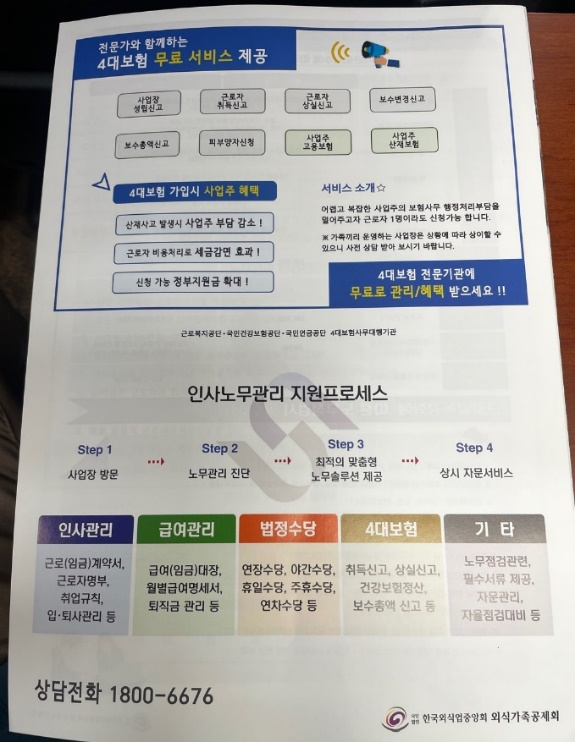 전문가와 함께하는
4대보험 무료 서비스 제공
사업장
성립신고
근로자
취득신고
근로자
상실신고
보수변경신고
보수총액신고
피부양자신청
사업주
고용보험
사업주
산재보험
4대보험 가입시 사업주 혜택
산재사고 발생시 사업주 부담 감소 !
근로자 비용처리로 세금감면 효과 !
신청 가능 정부지원금 확대 !
서비스 소개☆
어렵고 복잡한 사업주의 보험사무 행정처리부담을
덜어주고자 근로자 1명이라도 신청가능 합니다.
※ 가족끼리 운영하는 사업장은 상황에 따라 상이할 수
있으니 사전 상담 받아 보시기 바랍니다.
4대보험 전문기관에
무료로 관리/혜택 받으세요 !!
근로복지공단·국민건강보험공단·국민연금공단 4대보험사무대행기관
인사노무관리 지원프로세스
Step 1
사업장 방문
Step 2
노무관리 진단
Step 3
최적의 맞춤형
노무솔루션 제공
Step 4
상시 자문서비스
인사관리
근로(임금)계약서,
근로자명부,
취업규칙,
입·퇴사관리 등
급여관리
급여(임금)대장,
월별급여명세서,
퇴직금 관리 등
법정수당
연장수당, 야간수당,
휴일수당, 주휴수당,
연차수당 등
4대보험
취득신고, 상실신고,
건강보험정산,
보수총액 신고 등
기 타
노무점검관련,
필수서류 제공,
자문관리,
자율점검대비 등
상담전화 1800-6676
사단
법인 한국외식업중앙회 외식가족공제회